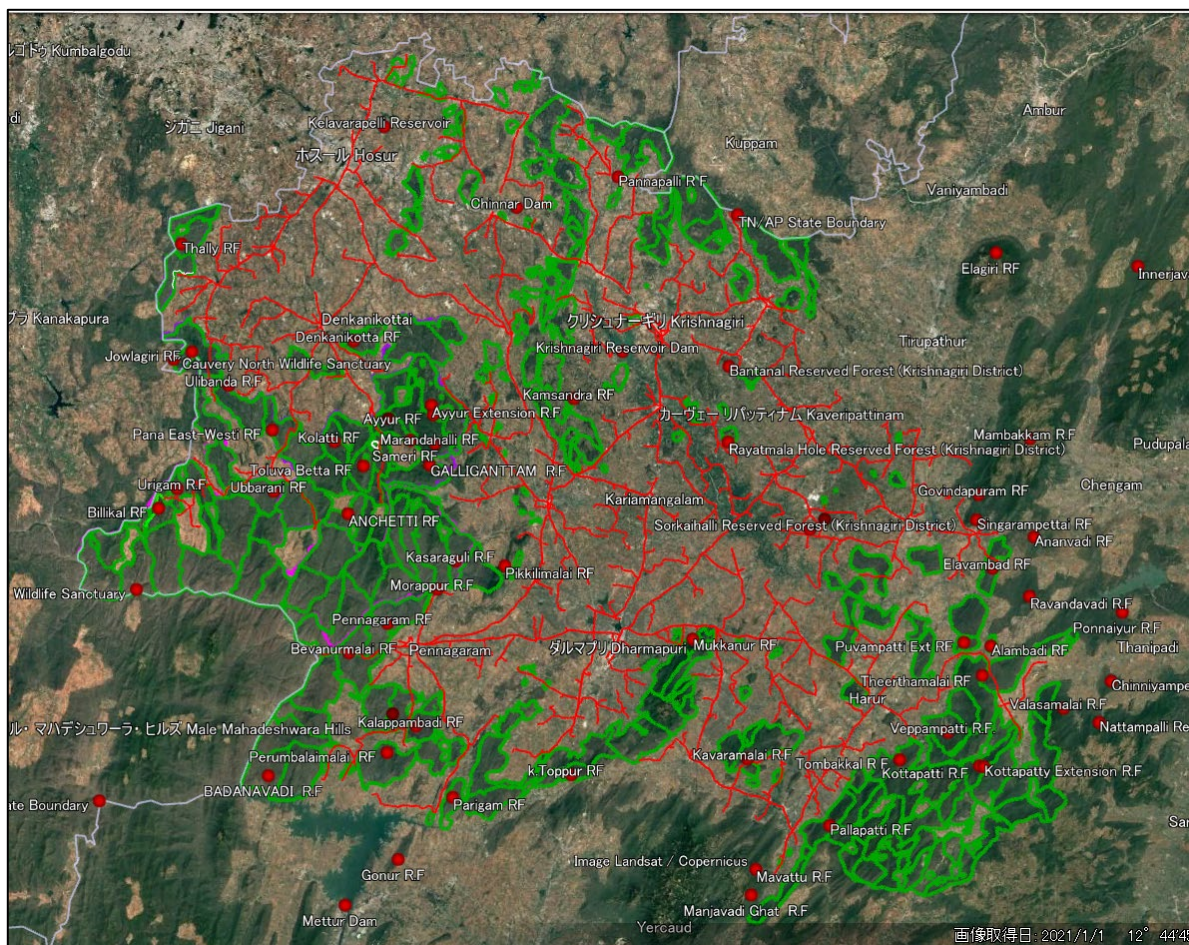 ルゴドゥ Kumbalgodu
di
ジガニ Jigani
Kelavarapelli Reservoir
ホスール Hosur
Ambur
Kuppam
Vaniyambadi
Pannapalli R.F
Chinnar Dam
TN/AP State Boundary
Thally RF
Elagiri RF
Innerjav
ブラ Kanakapura
Denkanikottai
クリシュナーギリ Krishnagiri
Denkanikotta RF
Tirupathur
Krishnagiri Reservoir Dam
Jowlagiri RF
Cauvery North Wildlife Sanctuary
Bantanal Reserved Forest (Krishnagiri District)
Ulibanda R.F
Kamsandra RF
Ayyur RF
Ayyur Extension R.F
カーヴェー リパッティナム Kaveripattinam
Pana East-Westi RF
Kolatti RF
Marandahalli RF
Mambakkam R.F
Pudupala
Sameri RF
Rayatmala Hole Reserved Forest (Krishnagiri District)
Toluva Betta RF
GALLIGANTTAM R.F
Urigam R.F
Ubbarani RF
Chengam
Govindapuram RF
Kariamangalam
Billikal RF
ANCHETTI RF
Sorkaihalli Reserved Forest (Krishnagiri District)
Singarampettai RF
Ananvadi RF
Kasaraguli R.F
Pikkilimalai RF
Elavambad RF
Morappur R.F
Wildlife Sanctuary
Ravandavadi R.F
Pennagaram RF
Ponnaiyur R.F
Bevanurmalai RF
Pennagaram
ダルマプリ Dharmapuri
Mukkanur RF
Puvampatti Ext RF
Alambadi RF
Thanipadi
Theerthamalai RF
Chinniyampe
Harur
Valasamalai R.F
Kalappambadi RF
Nattampalli Re
ル・マハデシュワーラ・ヒルズ Male Mahadeshwara Hills
Veppampatti R.F
Perumbalaimalai RF
Kavaramalai R.F
Tombakkal R.F
k.Toppur RF
Kottapatti R.F
Kottapatty Extension R.F
BADANAVADI R.F
ate Boundary
Parigam RF
Sar
Pallapatti R.F
Image Landsat / Copernicus
Gonur R.F
Mavattu R.F
Mettur Dam
Manjavadi Ghat R.F
Yercaud
画像取得日: 2021/1/1 12° 44'45